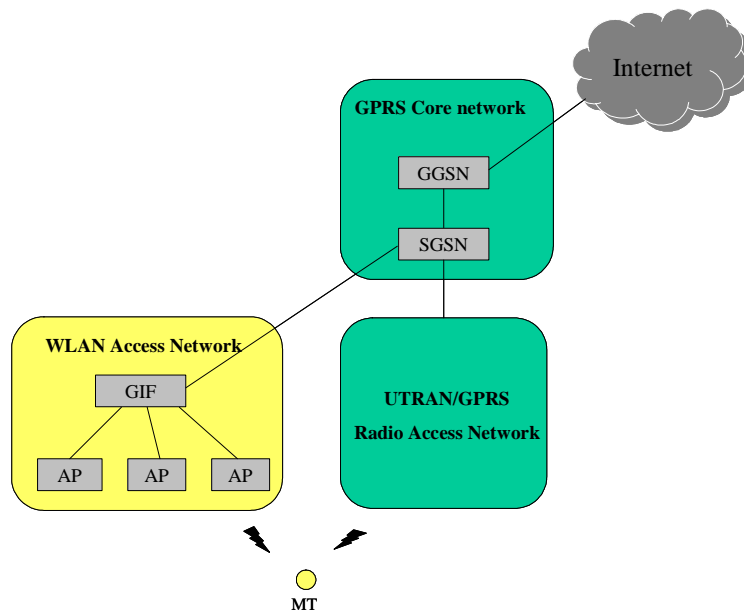 Internet
GPRS Core network
GGSN
SGSN
WLAN Access Network
GIF
AP
AP
AP
UTRAN/GPRS
Radio Access Network
MT